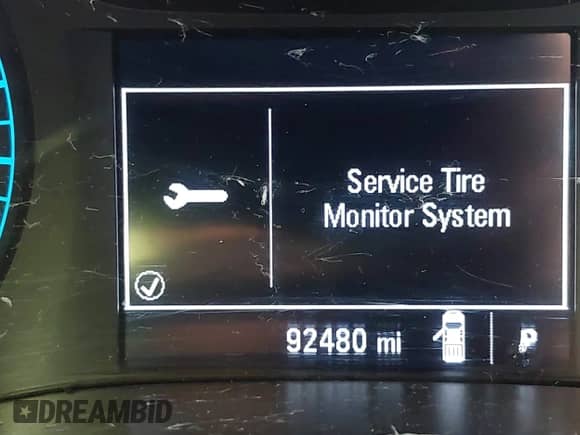 Service Tire
Monitor System
92480 mi P
DREAMBID